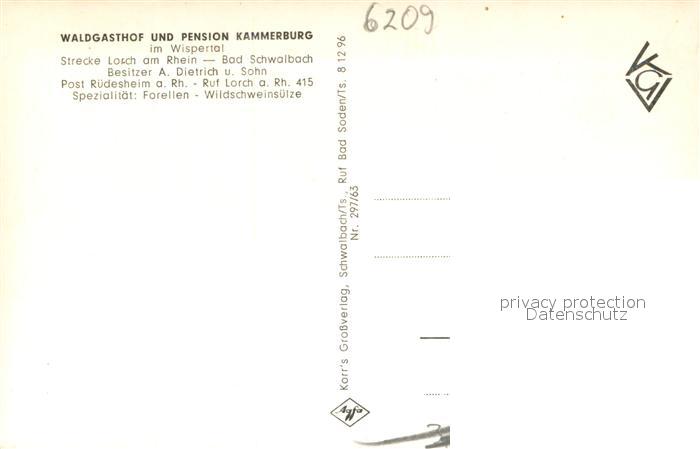 WALDGASTHOF UND PENSION KAMMERBURG
im Wispertal
Strecke Lorch am Rhein — Bad Schwalbach
Besitzer A. Dietrich u. Sohn
Post Rüdesheim a. Rh. - Ruf Lorch a. Rh. 415
Spezialität: Forellen - Wildschweinsülze
6209
Karr's Großverlag, Schwalbach/Ts., Ruf Bad Soden/Ts. 8 12 96
Nr. 297/63
Agfa
privacy protection
Datenschutz